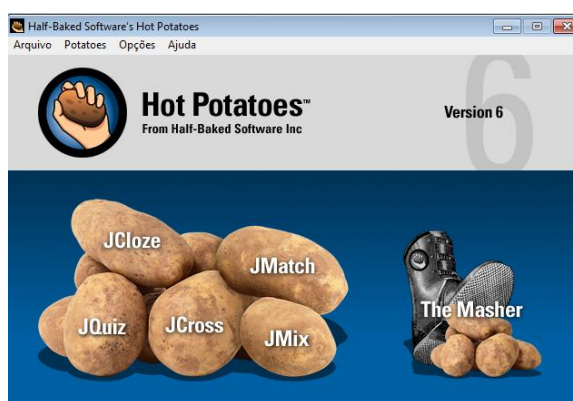 Half-Baked Software's Hot Potatoes
Arquivo Potatoes Opções Ajuda
Hot Potatoes™
From Half-Baked Software Inc
6
Version 6
JCloze
JMatch
JQuiz
JCross
JMix
The Masher